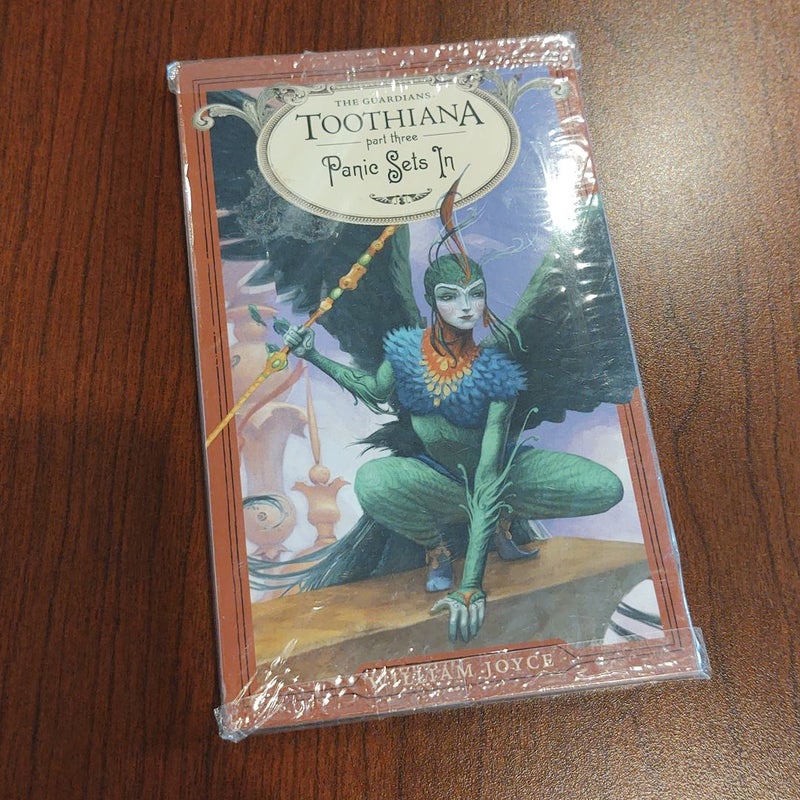 THE GUARDIANS
TOOTHIANA
part three
Panic Sets In
WILLIAM JOYCE